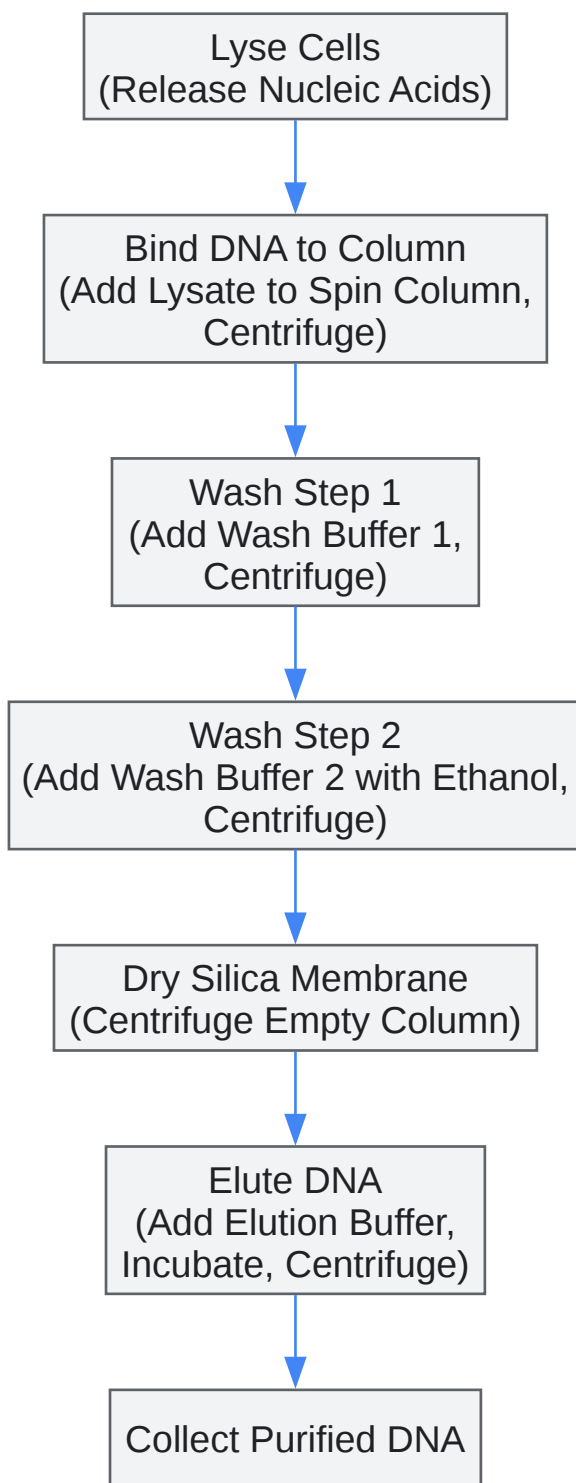 Lyse Cells
(Release Nucleic Acids)
Bind DNA to Column
(Add Lysate to Spin Column,
Centrifuge)
Wash Step 1
(Add Wash Buffer 1,
Centrifuge)
Wash Step 2
(Add Wash Buffer 2 with Ethanol,
Centrifuge)
Dry Silica Membrane
(Centrifuge Empty Column)
Elute DNA
(Add Elution Buffer,
Incubate, Centrifuge)
Collect Purified DNA